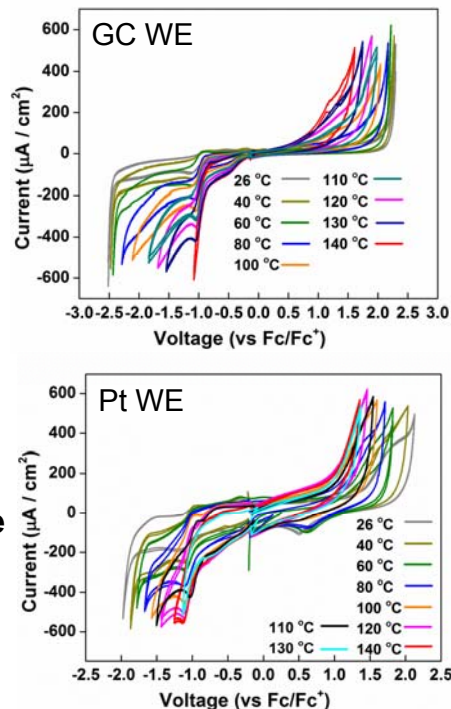 GC WE
600
400
200
0
-200
-400
-600
Current (µA / cm²)
26 °C
40 °C
60 °C
80 °C
100 °C
110 °C
120 °C
130 °C
140 °C
-3.0 -2.5 -2.0 -1.5 -1.0 -0.5 0.0 0.5 1.0 1.5 2.0 2.5 3.0
Voltage (vs Fc/Fc⁺)
e
Pt WE
600
400
200
0
-200
-400
-600
Current (µA / cm²)
26 °C
40 °C
60 °C
80 °C
100 °C
110 °C
120 °C
130 °C
140 °C
-2.0 -1.5 -1.0 -0.5 0.0 0.5 1.0 1.5 2.0 2.5
Voltage (vs Fc/Fc⁺)